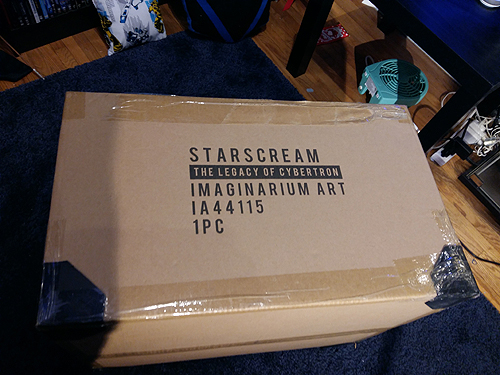 STARSCREAM
THE LEGACY OF CYBERTRON
IMAGINARIUM ART
IA44115
1PC